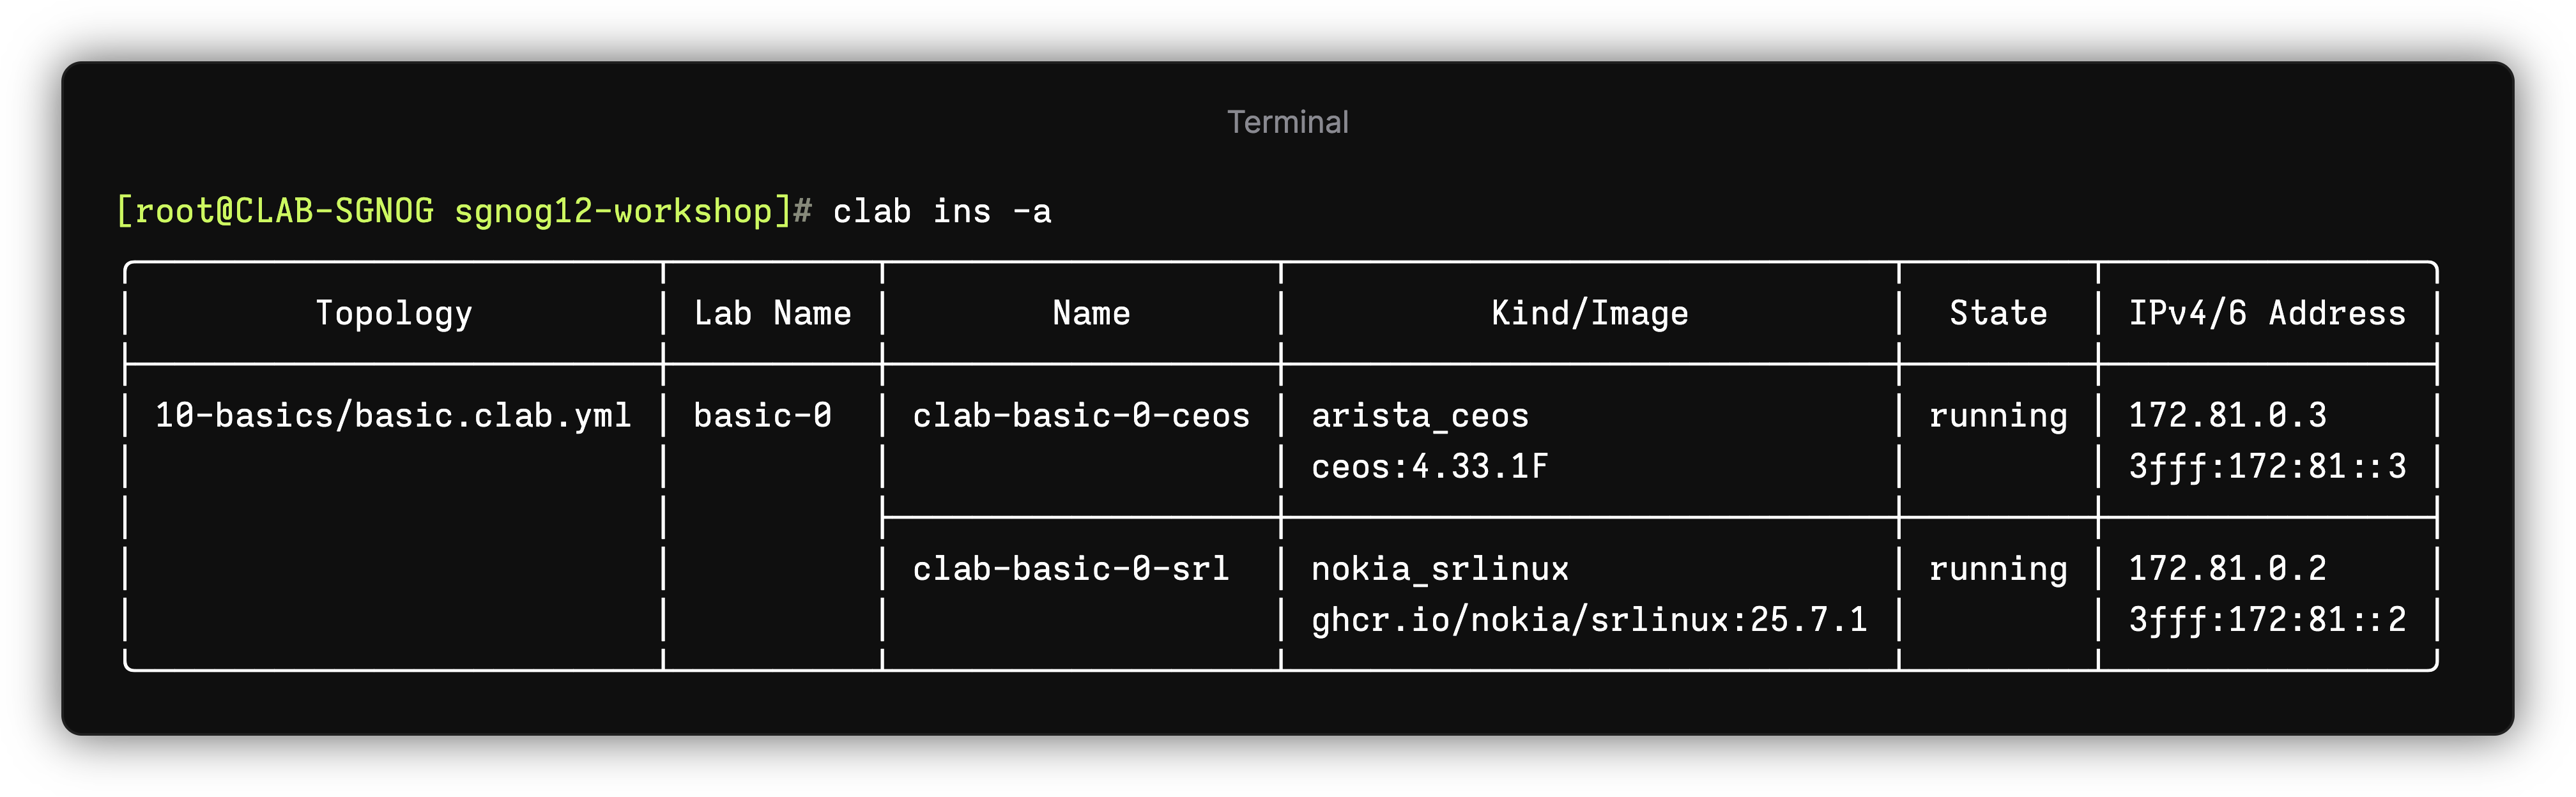 Terminal
[root@CLAB-SGNOG sgnog12-workshop]# clab ins -a
Topology Lab Name Name Kind/Image State IPv4/6 Address
10-basics/basic.clab.yml basic-0 clab-basic-0-ceos arista_ceos running 172.81.0.3
ceos:4.33.1F 3fff:172:81::3
clab-basic-0-srl nokia_srlinux running 172.81.0.2
ghcr.io/nokia/srlinux:25.7.1 3fff:172:81::2